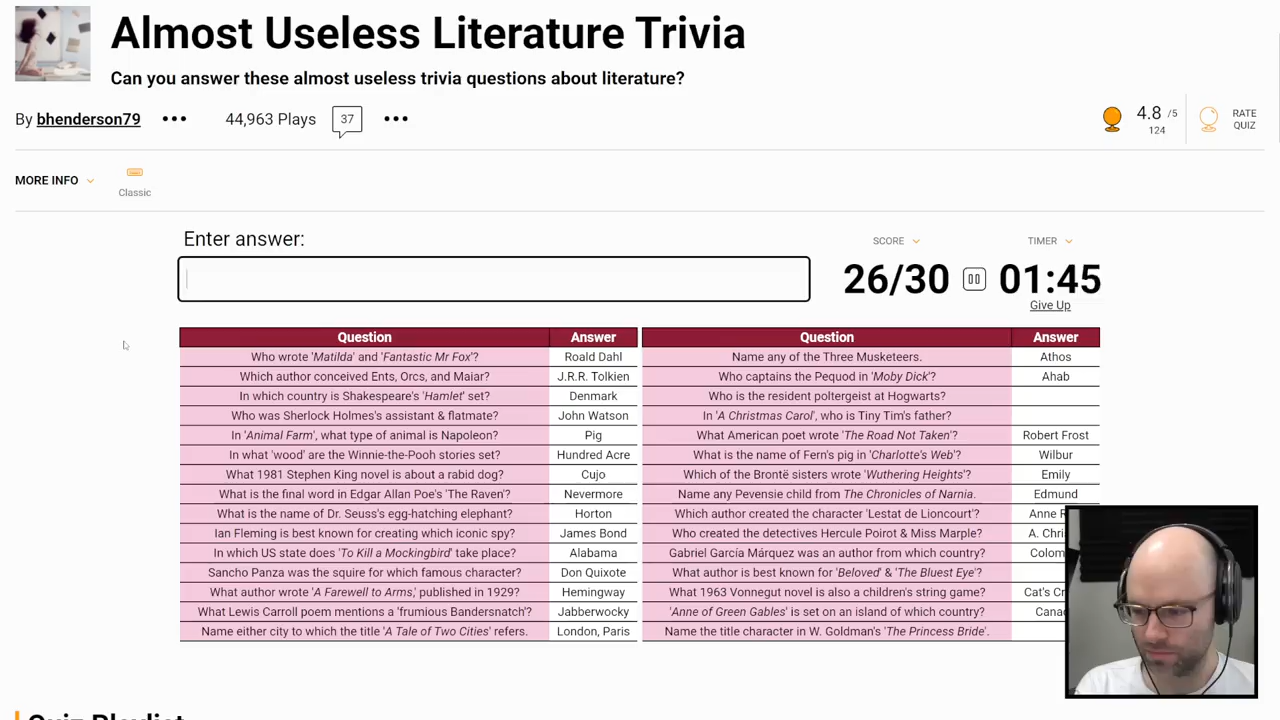 Almost Useless Literature Trivia
Can you answer these almost useless trivia questions about literature?
By bhenderson79 ••• 44,963 Plays 37 •••
4.8 /5
124
RATE
QUIZ
MORE INFO
Classic
Enter answer:
SCORE
26/30
TIMER
01:45
Give Up
Question Answer
Who wrote 'Matilda' and 'Fantastic Mr Fox'? Roald Dahl
Which author conceived Ents, Orcs, and Maiar? J.R.R. Tolkien
In which country is Shakespeare's 'Hamlet' set? Denmark
Who was Sherlock Holmes's assistant & flatmate? John Watson
In 'Animal Farm', what type of animal is Napoleon? Pig
In what 'wood' are the Winnie-the-Pooh stories set? Hundred Acre
What 1981 Stephen King novel is about a rabid dog? Cujo
What is the final word in Edgar Allan Poe's 'The Raven'? Nevermore
What is the name of Dr. Seuss's egg-hatching elephant? Horton
Ian Fleming is best known for creating which iconic spy? James Bond
In which US state does 'To Kill a Mockingbird' take place? Alabama
Sancho Panza was the squire for which famous character? Don Quixote
What author wrote 'A Farewell to Arms,' published in 1929? Hemingway
What Lewis Carroll poem mentions a 'frumious Bandersnatch'? Jabberwocky
Name either city to which the title 'A Tale of Two Cities' refers. London, Paris
Question Answer
Name any of the Three Musketeers. Athos
Who captains the Pequod in 'Moby Dick'? Ahab
Who is the resident poltergeist at Hogwarts?
In 'A Christmas Carol', who is Tiny Tim's father?
What American poet wrote 'The Road Not Taken'? Robert Frost
What is the name of Fern's pig in 'Charlotte's Web'? Wilbur
Which of the Brontë sisters wrote 'Wuthering Heights'? Emily
Name any Pevensie child from The Chronicles of Narnia. Edmund
Which author created the character 'Lestat de Lioncourt'? Anne R
Who created the detectives Hercule Poirot & Miss Marple? A. Chris
Gabriel García Márquez was an author from which country? Colom
What author is best known for 'Beloved' & 'The Bluest Eye'?
What 1963 Vonnegut novel is also a children's string game? Cat's Cr
'Anne of Green Gables' is set on an island of which country? Cana
Name the title character in W. Goldman's 'The Princess Bride'.